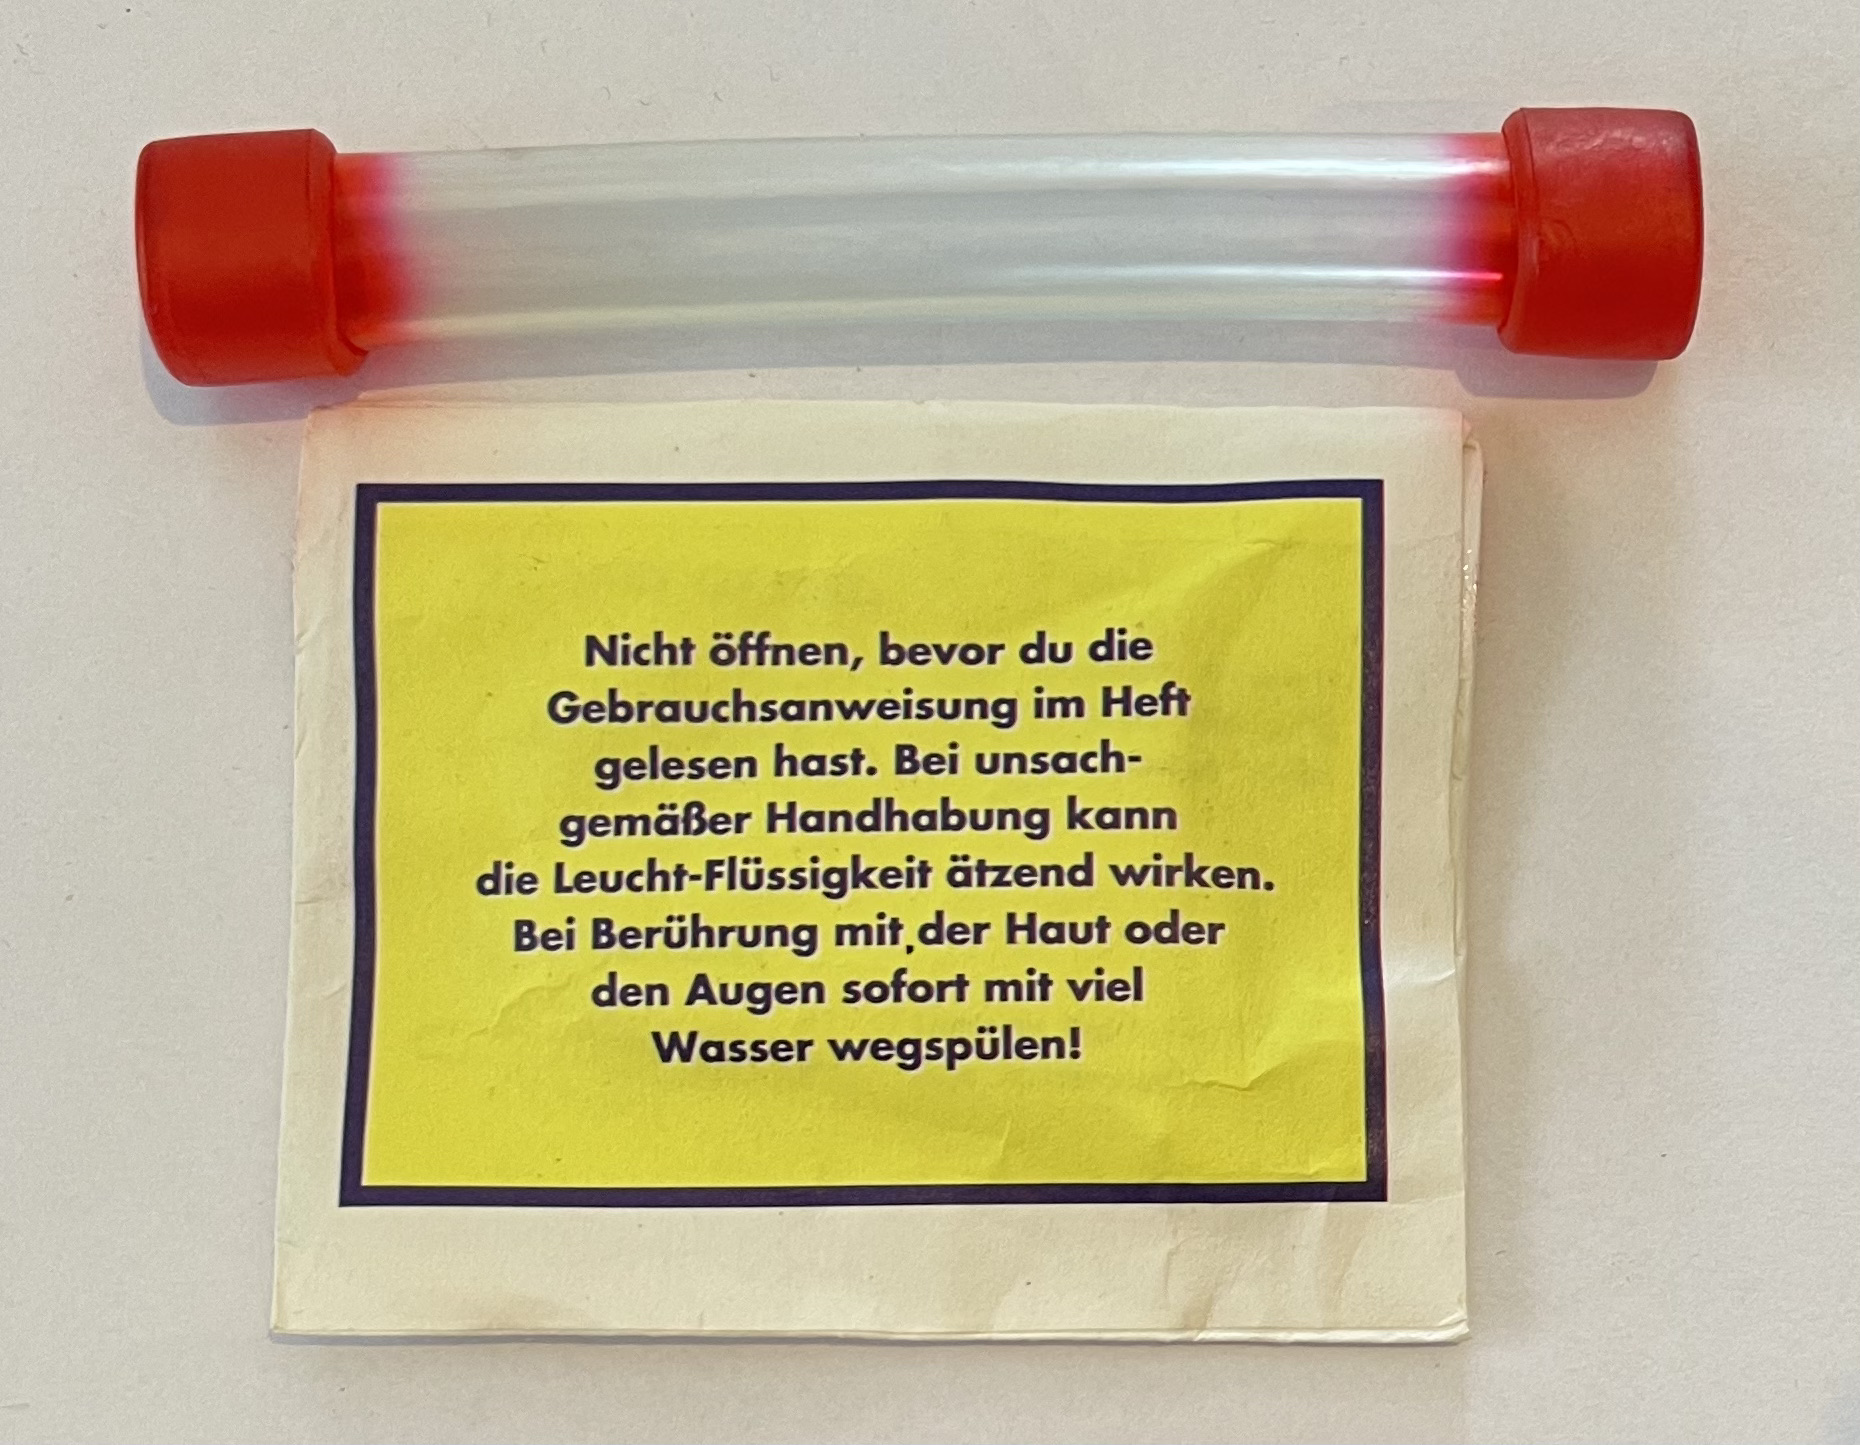 Nicht öffnen, bevor du die
Gebrauchsanweisung im Heft
gelesen hast. Bei unsach-
gemäßer Handhabung kann
die Leucht-Flüssigkeit ätzend wirken.
Bei Berührung mit der Haut oder
den Augen sofort mit viel
Wasser wegspülen!